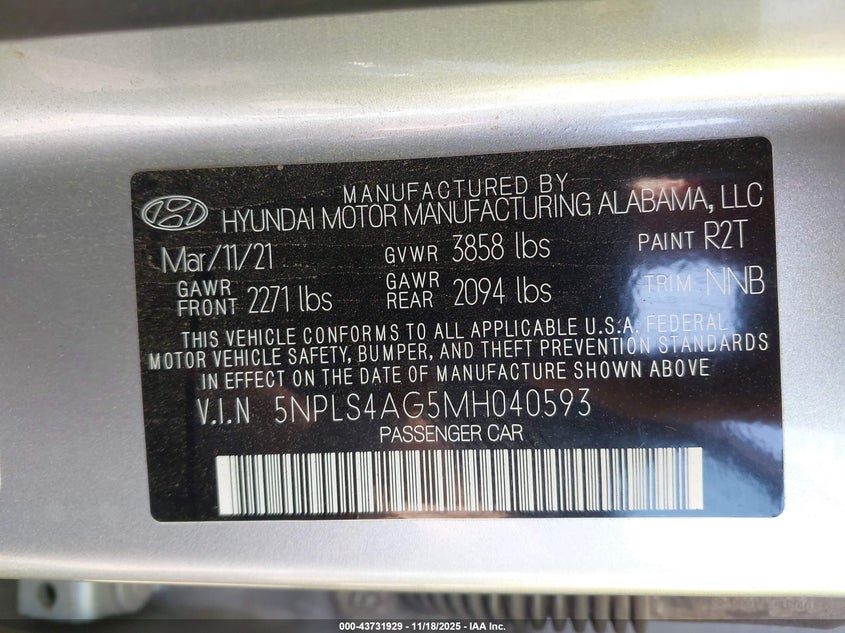 MANUFACTURED BY
HYUNDAI MOTOR MANUFACTURING ALABAMA, LLC
Mar/11/21 GVWR 3858 lbs PAINT R2T
GAWR FRONT 2271 lbs GAWR REAR 2094 lbs TRIM NNB
THIS VEHICLE CONFORMS TO ALL APPLICABLE U.S.A. FEDERAL
MOTOR VEHICLE SAFETY, BUMPER, AND THEFT PREVENTION STANDARDS
IN EFFECT ON THE DATE OF MANUFACTURE SHOWN ABOVE
V.I.N 5NPLS4AG5MH040593
PASSENGER CAR
000-43731929 - 11/18/2025 - IAA Inc.